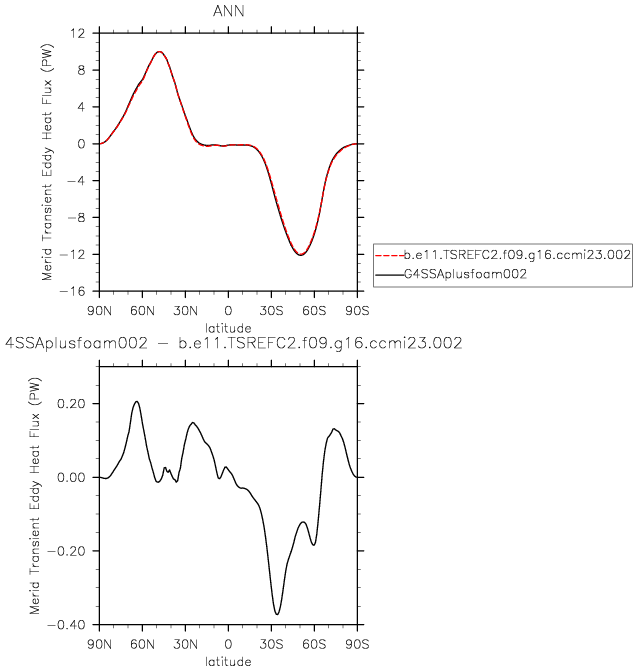 ANN
Merid Transient Eddy Heat Flux (PW)
12
8
4
0
−4
−8
−12
−16
90N 60N 30N 0 30S 60S 90S
latitude
b.e11.TSREFC2.f09.g16.ccmi23.002
G4SSAplusfoam002
4SSAplusfoam002 − b.e11.TSREFC2.f09.g16.ccmi23.002
Merid Transient Eddy Heat Flux (PW)
0.20
0.00
−0.20
−0.40
90N 60N 30N 0 30S 60S 90S
latitude